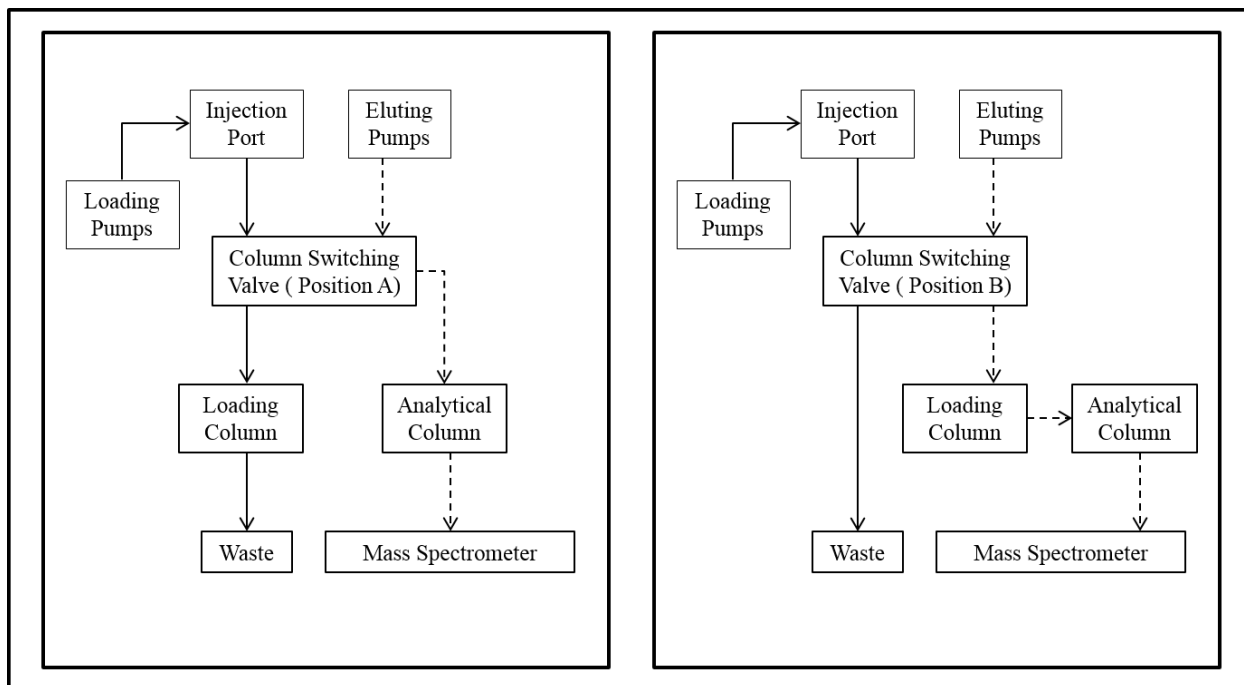 Injection
Port
Eluting
Pumps
Loading
Pumps
Column Switching
Valve ( Position A)
Loading
Column
Analytical
Column
Waste
Mass Spectrometer
Injection
Port
Eluting
Pumps
Loading
Pumps
Column Switching
Valve ( Position B)
Loading
Column
Analytical
Column
Waste
Mass Spectrometer